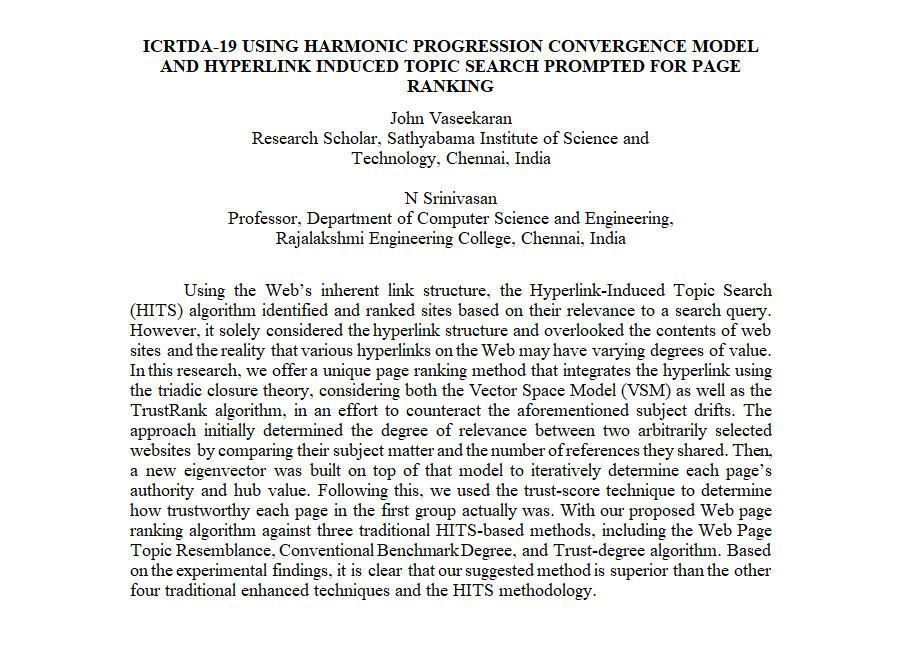 ICRTDA-19 USING HARMONIC PROGRESSION CONVERGENCE MODEL
AND HYPERLINK INDUCED TOPIC SEARCH PROMPTED FOR PAGE
RANKING
John Vaseekaran
Research Scholar, Sathyabama Institute of Science and
Technology, Chennai, India
N Srinivasan
Professor, Department of Computer Science and Engineering,
Rajalakshmi Engineering College, Chennai, India
Using the Web’s inherent link structure, the Hyperlink-Induced Topic Search
(HITS) algorithm identified and ranked sites based on their relevance to a search query.
However, it solely considered the hyperlink structure and overlooked the contents of web
sites and the reality that various hyperlinks on the Web may have varying degrees of value.
In this research, we offer a unique page ranking method that integrates the hyperlink using
the triadic closure theory, considering both the Vector Space Model (VSM) as well as the
TrustRank algorithm, in an effort to counteract the aforementioned subject drifts. The
approach initially determined the degree of relevance between two arbitrarily selected
websites by comparing their subject matter and the number of references they shared. Then,
a new eigenvector was built on top of that model to iteratively determine each page’s
authority and hub value. Following this, we used the trust-score technique to determine
how trustworthy each page in the first group actually was. With our proposed Web page
ranking algorithm against three traditional HITS-based methods, including the Web Page
Topic Resemblance, Conventional Benchmark Degree, and Trust-degree algorithm. Based
on the experimental findings, it is clear that our suggested method is superior than the other
four traditional enhanced techniques and the HITS methodology.